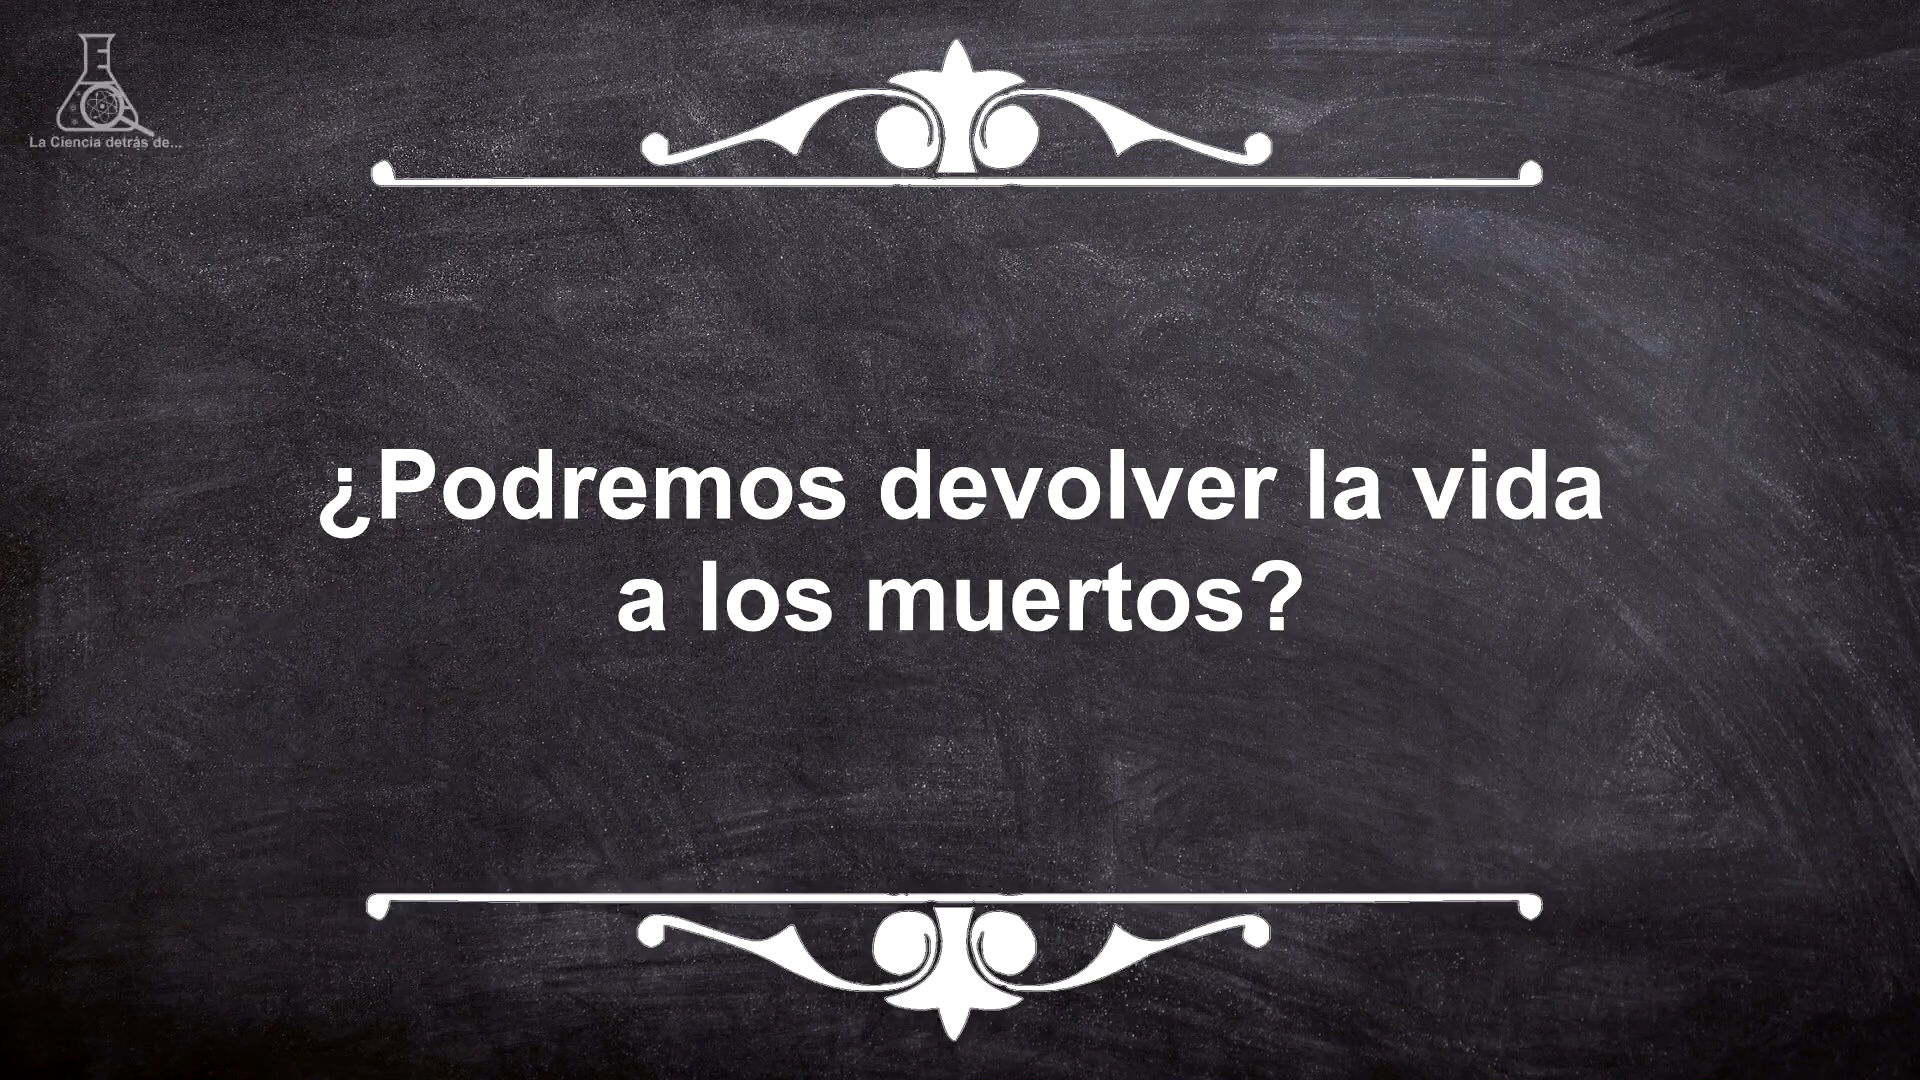 La Ciencia detrás de...
¿Podremos devolver la vida
a los muertos?